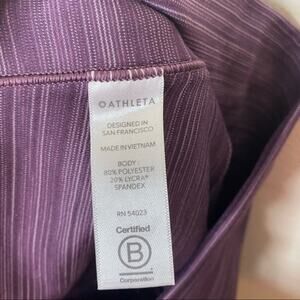 ATHLETA
DESIGNED IN
SAN FRANCISCO
MADE IN VIETNAM
BODY:
80% POLYESTER
20% LYCRA®
SPANDEX
RN 54023
Certified
B
Corporation